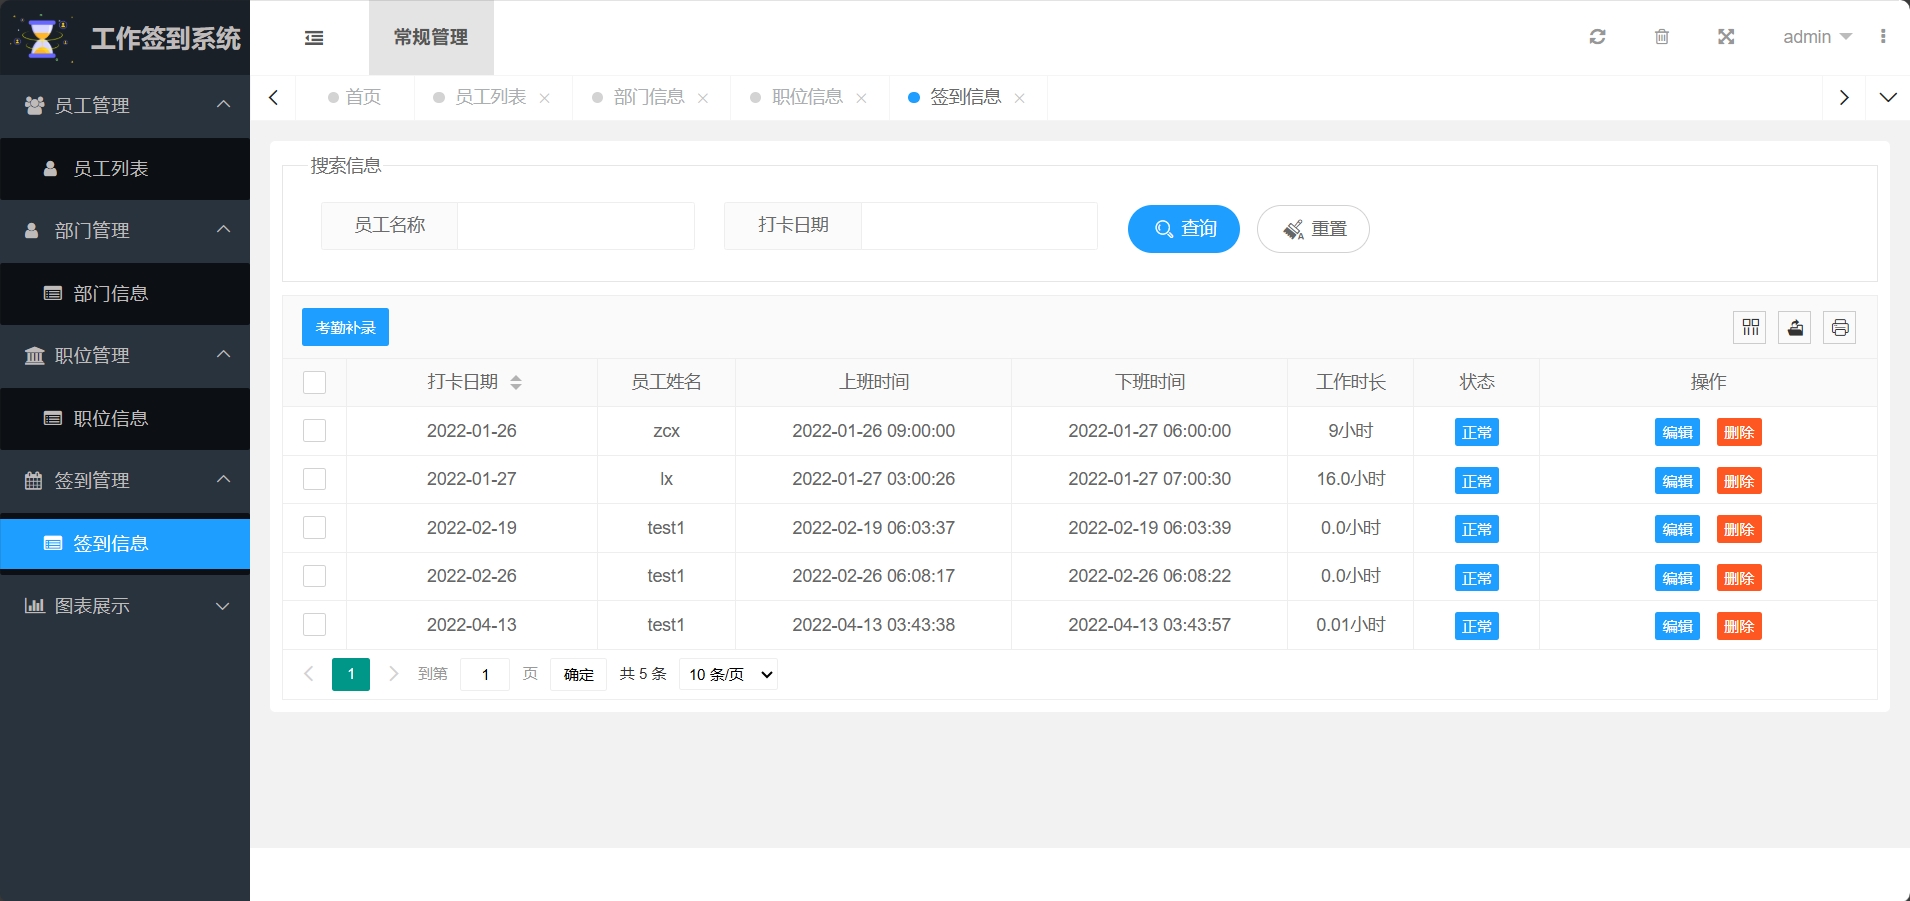 工作签到系统
常规管理
admin
员工管理
员工列表
部门管理
部门信息
职位管理
职位信息
签到管理
签到信息
图表展示
首页 员工列表 部门信息 职位信息 签到信息
搜索信息
员工名称 打卡日期 查询 重置
考勤补录
打卡日期 员工姓名 上班时间 下班时间 工作时长 状态 操作
2022-01-26 zcx 2022-01-26 09:00:00 2022-01-27 06:00:00 9小时 正常 编辑 删除
2022-01-27 lx 2022-01-27 03:00:26 2022-01-27 07:00:30 16.0小时 正常 编辑 删除
2022-02-19 test1 2022-02-19 06:03:37 2022-02-19 06:03:39 0.0小时 正常 编辑 删除
2022-02-26 test1 2022-02-26 06:08:17 2022-02-26 06:08:22 0.0小时 正常 编辑 删除
2022-04-13 test1 2022-04-13 03:43:38 2022-04-13 03:43:57 0.01小时 正常 编辑 删除
1 到第 1 页 确定 共 5 条 10 条/页